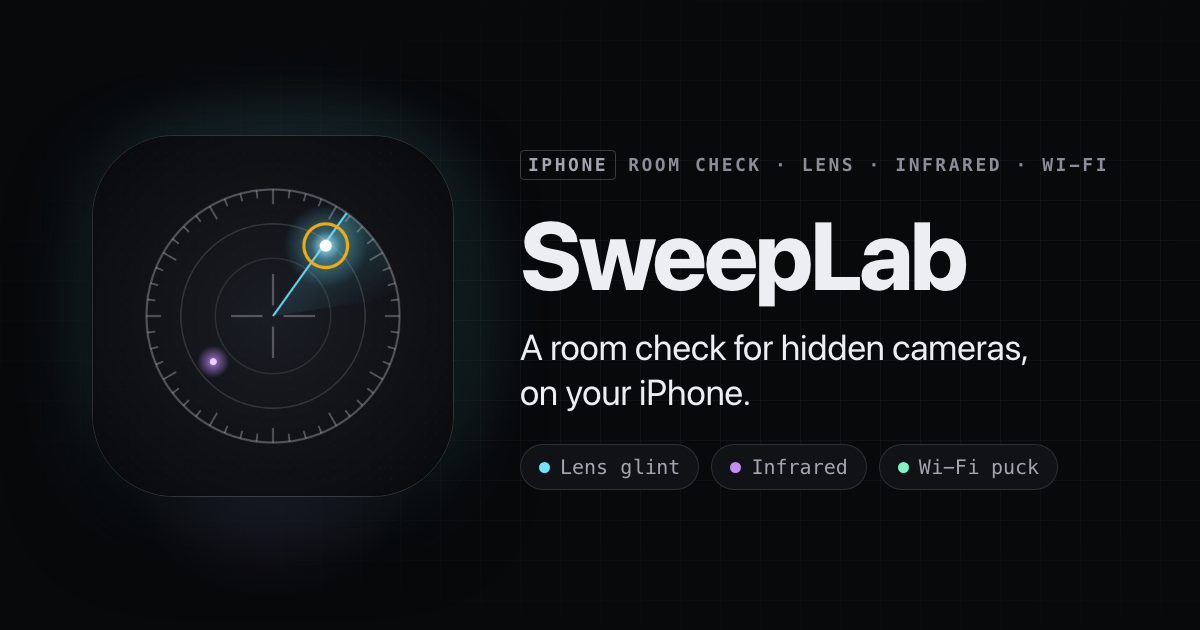 IPHONE ROOM CHECK · LENS · INFRARED · WI–FI
SweepLab
A room check for hidden cameras,
on your iPhone.
Lens glint
Infrared
Wi–Fi puck